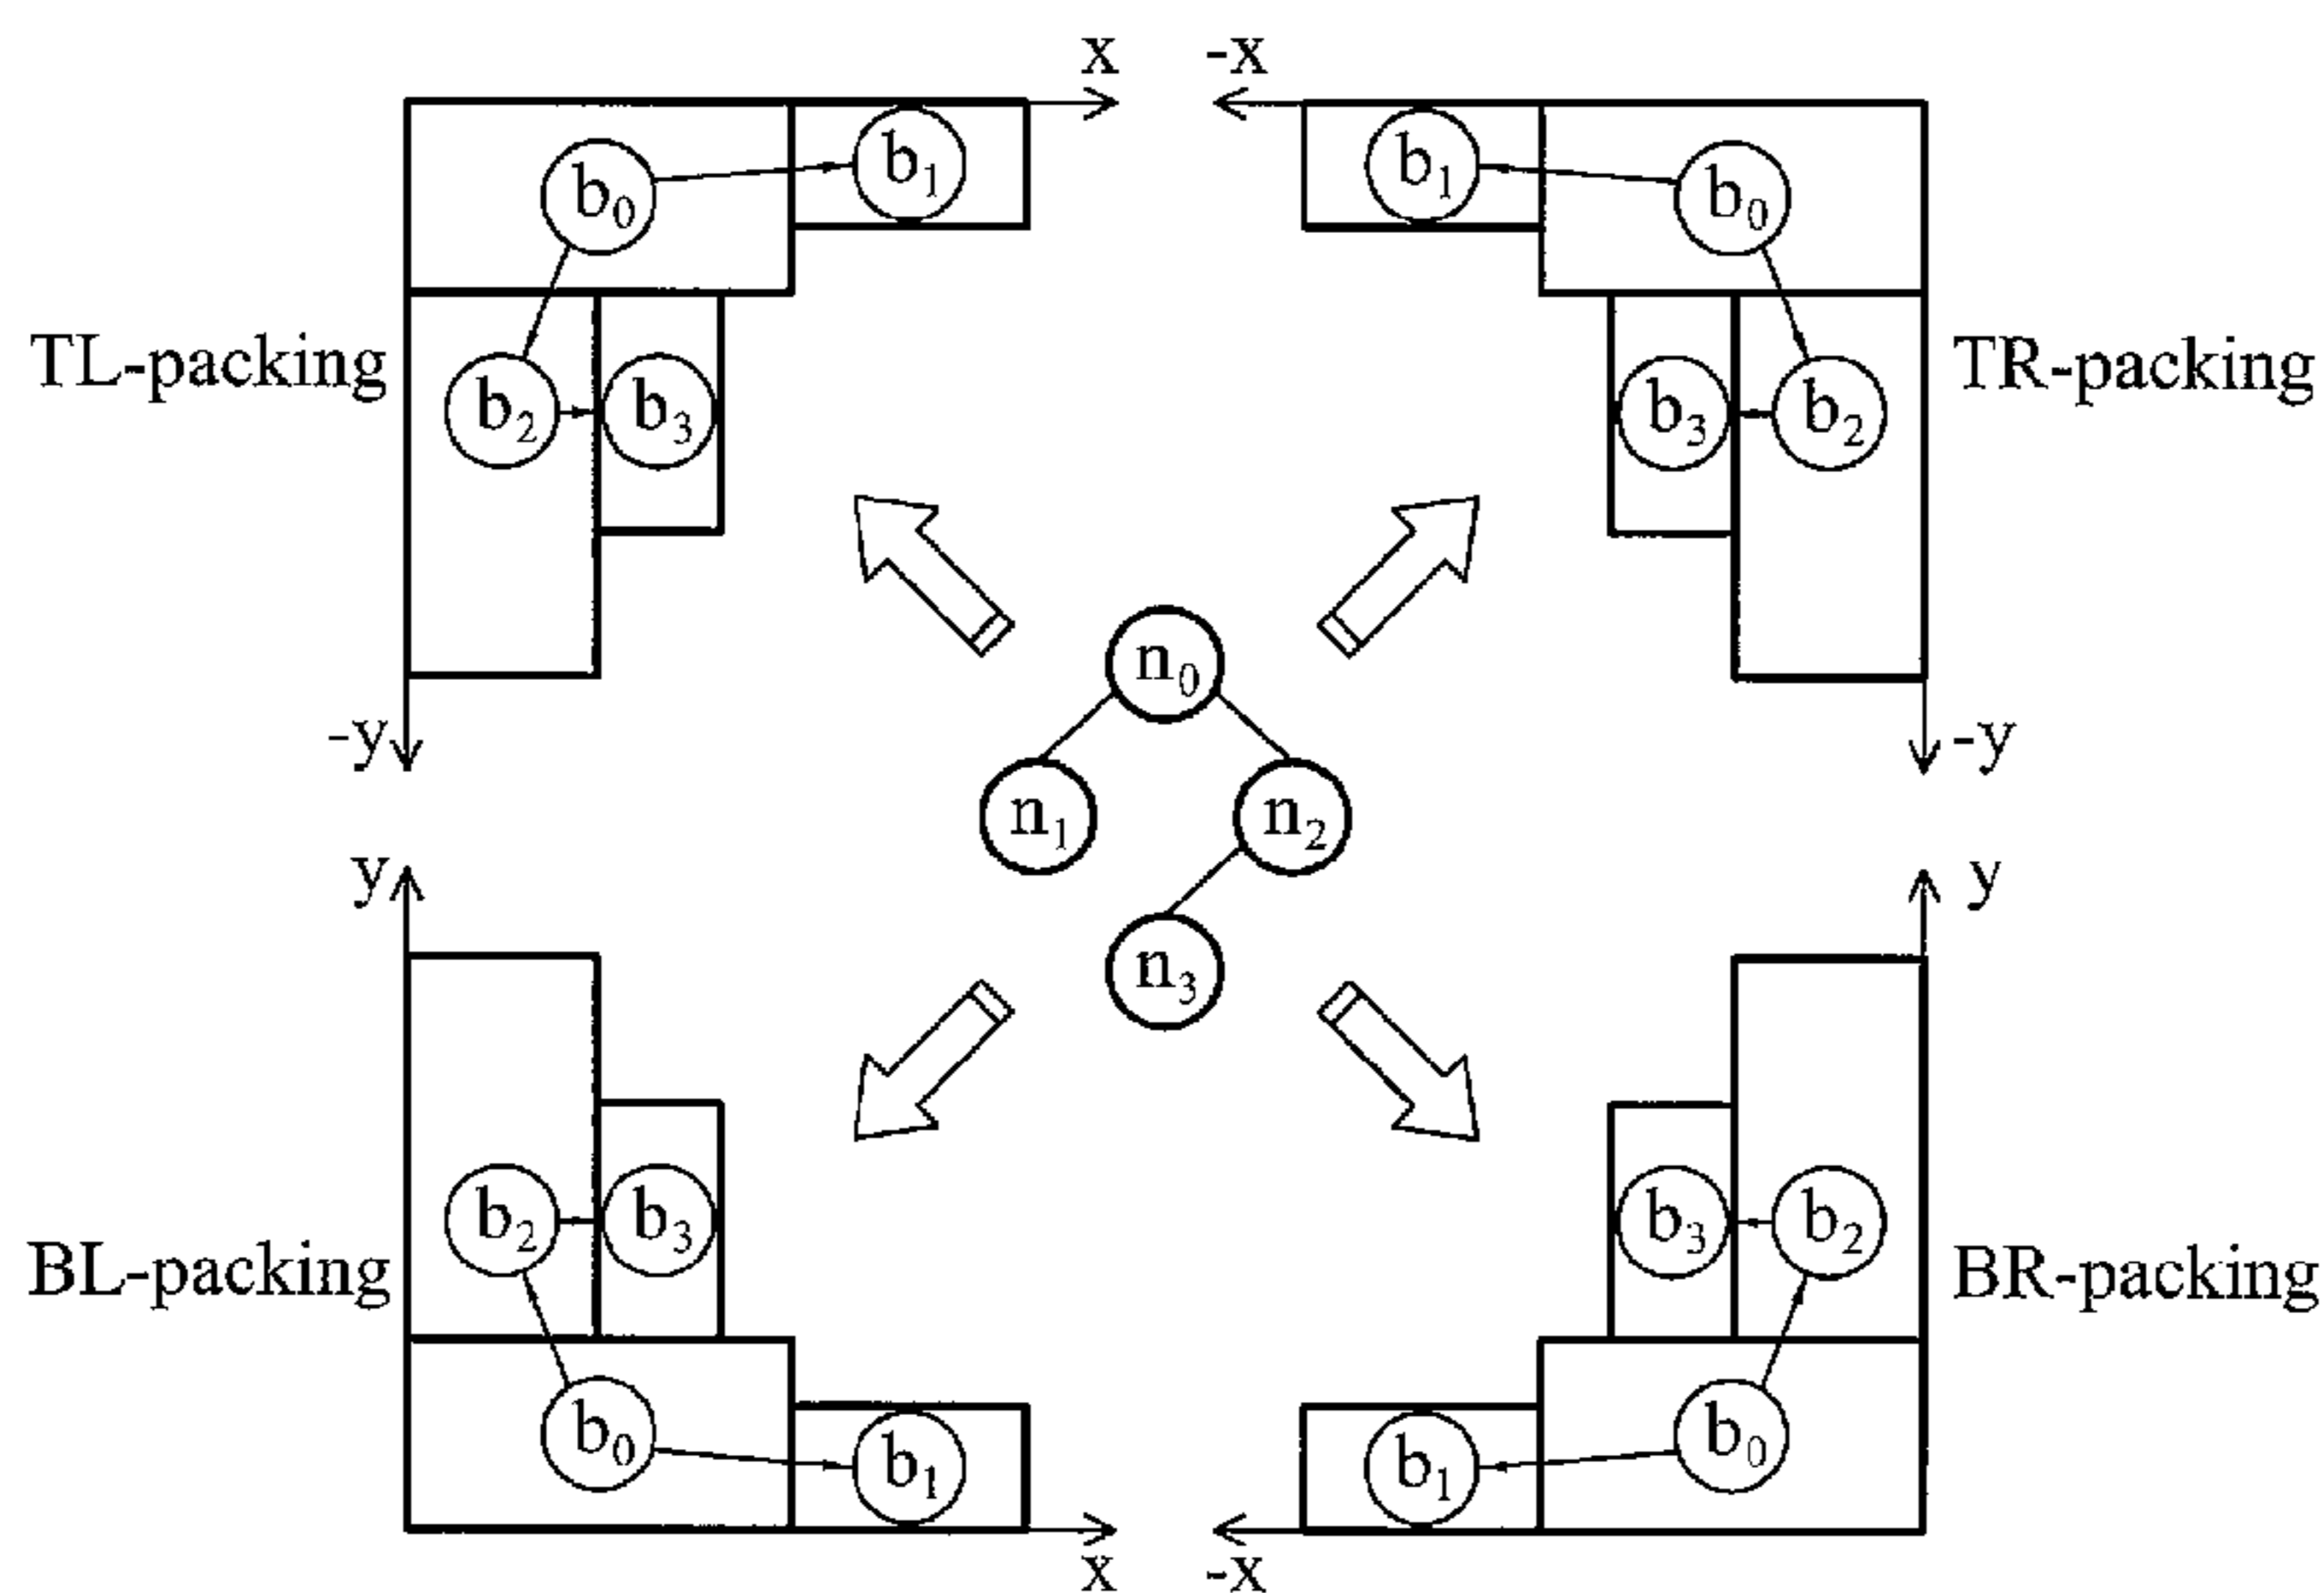 x -x
b0 b1 b1 b0
TL-packing b2 b3 b3 b2 TR-packing
n0
-y -y
n1 n2
y y
n3
BL-packing b2 b3 b3 b2 BR-packing
b0 b1 b1 b0
x -x